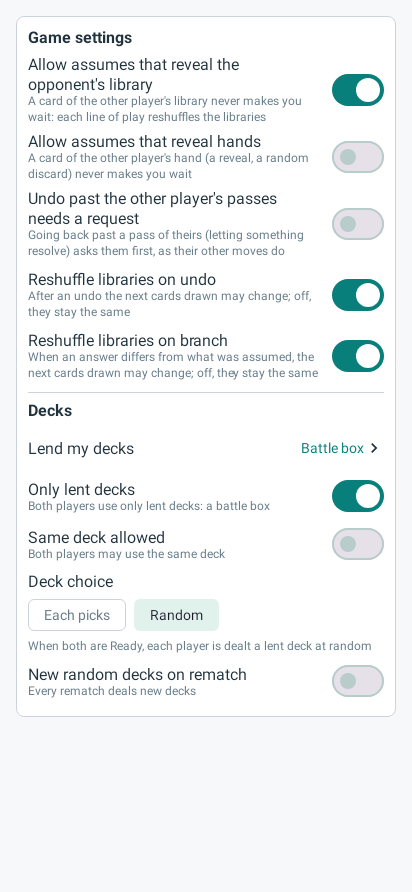 Game settings
Allow assumes that reveal the
opponent's library
A card of the other player's library never makes you
wait: each line of play reshuffles the libraries
Allow assumes that reveal hands
A card of the other player's hand (a reveal, a random
discard) never makes you wait
Undo past the other player's passes
needs a request
Going back past a pass of theirs (letting something
resolve) asks them first, as their other moves do
Reshuffle libraries on undo
After an undo the next cards drawn may change; off,
they stay the same
Reshuffle libraries on branch
When an answer differs from what was assumed, the
next cards drawn may change; off, they stay the same
Decks
Lend my decks
Battle box
Only lent decks
Both players use only lent decks: a battle box
Same deck allowed
Both players may use the same deck
Deck choice
Each picks
Random
When both are Ready, each player is dealt a lent deck at random
New random decks on rematch
Every rematch deals new decks